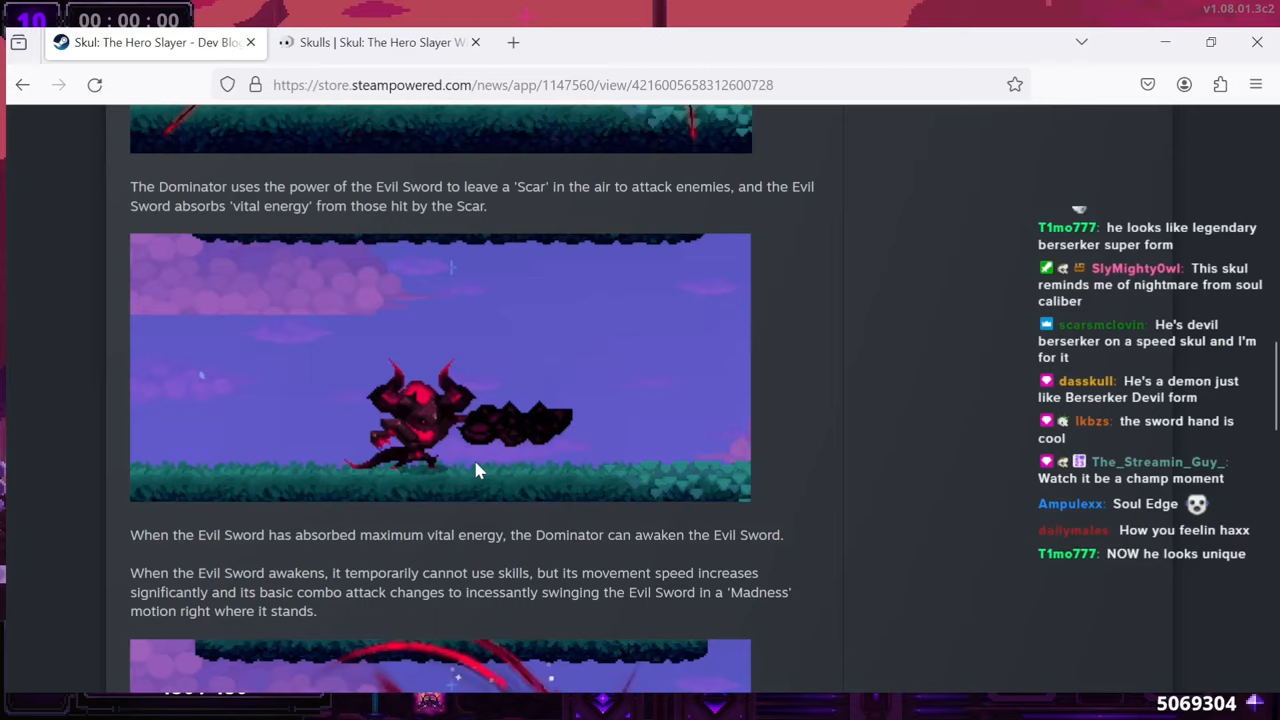 10
00:00:00
v1.08.01.3c2
Skul: The Hero Slayer - Dev Blo
Skulls | Skul: The Hero Slayer W
https://store.steampowered.com/news/app/1147560/view/4216005658312600728
The Dominator uses the power of the Evil Sword to leave a 'Scar' in the air to attack enemies, and the Evil
Sword absorbs 'vital energy' from those hit by the Scar.
When the Evil Sword has absorbed maximum vital energy, the Dominator can awaken the Evil Sword.
When the Evil Sword awakens, it temporarily cannot use skills, but its movement speed increases
significantly and its basic combo attack changes to incessantly swinging the Evil Sword in a 'Madness'
motion right where it stands.
T1mo777: he looks like legendary
berserker super form
SlyMighty0wl: This skul
reminds me of nightmare from soul
caliber
scarsmclovin: He's devil
berserker on a speed skul and I'm
for it
dasskull: He's a demon just
like Berserker Devil form
lkbzs: the sword hand is
cool
The_Streamin_Guy_:
Watch it be a champ moment
Ampulexx: Soul Edge
dailymales: How you feelin haxx
T1mo777: NOW he looks unique
5069304